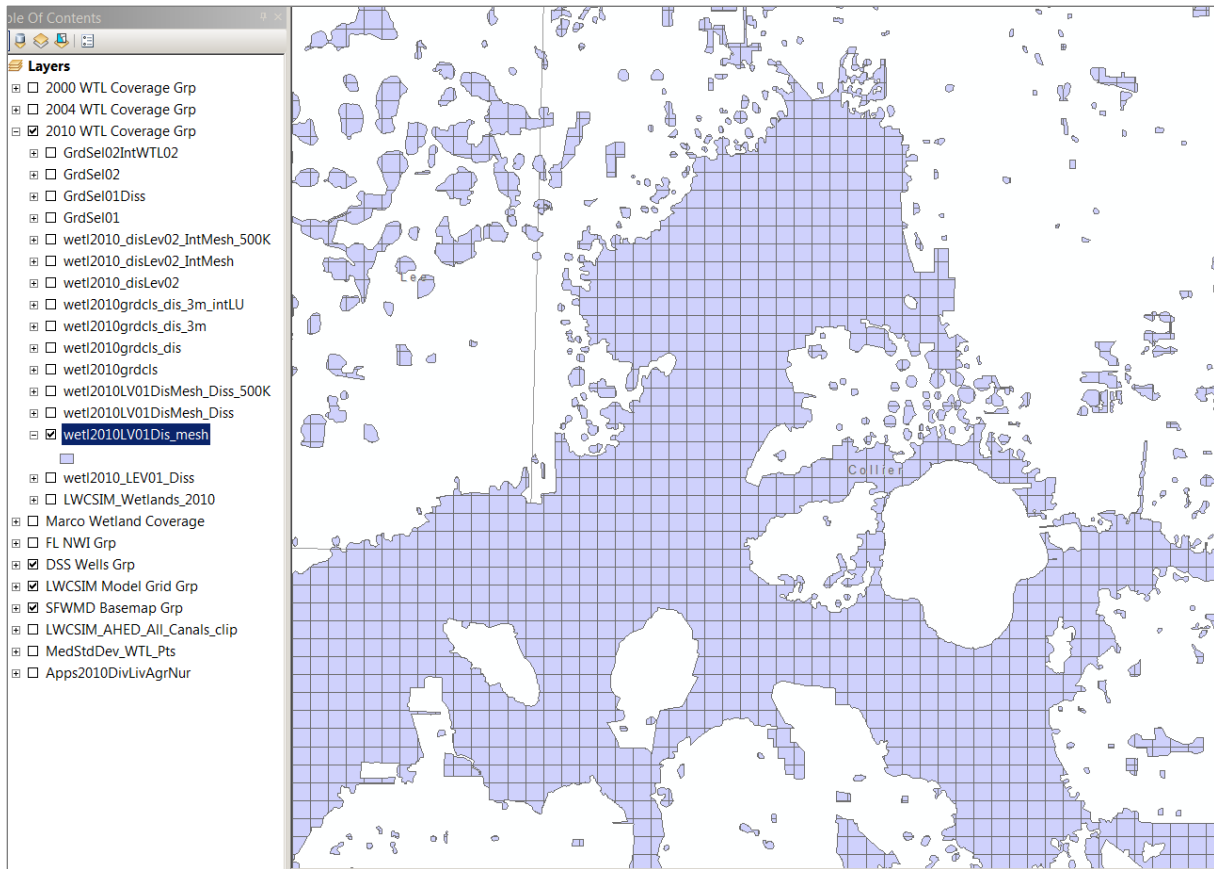 ble Of Contents
Layers
2000 WTL Coverage Grp
2004 WTL Coverage Grp
2010 WTL Coverage Grp
GrdSel02IntWTL02
GrdSel02
GrdSel01Diss
GrdSel01
wetl2010_disLev02_IntMesh_500K
wetl2010_disLev02_IntMesh
wetl2010_disLev02
wetl2010grdcls_dis_3m_intLU
wetl2010grdcls_dis_3m
wetl2010grdcls_dis
wetl2010grdcls
wetl2010LV01DisMesh_Diss_500K
wetl2010LV01DisMesh_Diss
wetl2010LV01Dis_mesh
wetl2010_LEV01_Diss
LWCSIM_Wetlands_2010
Marco Wetland Coverage
FL NWI Grp
DSS Wells Grp
LWCSIM Model Grid Grp
SFWMD Basemap Grp
LWCSIM_AHED_All_Canals_clip
MedStdDev_WTL_Pts
Apps2010DivLivAgrNur
Lee
Collier